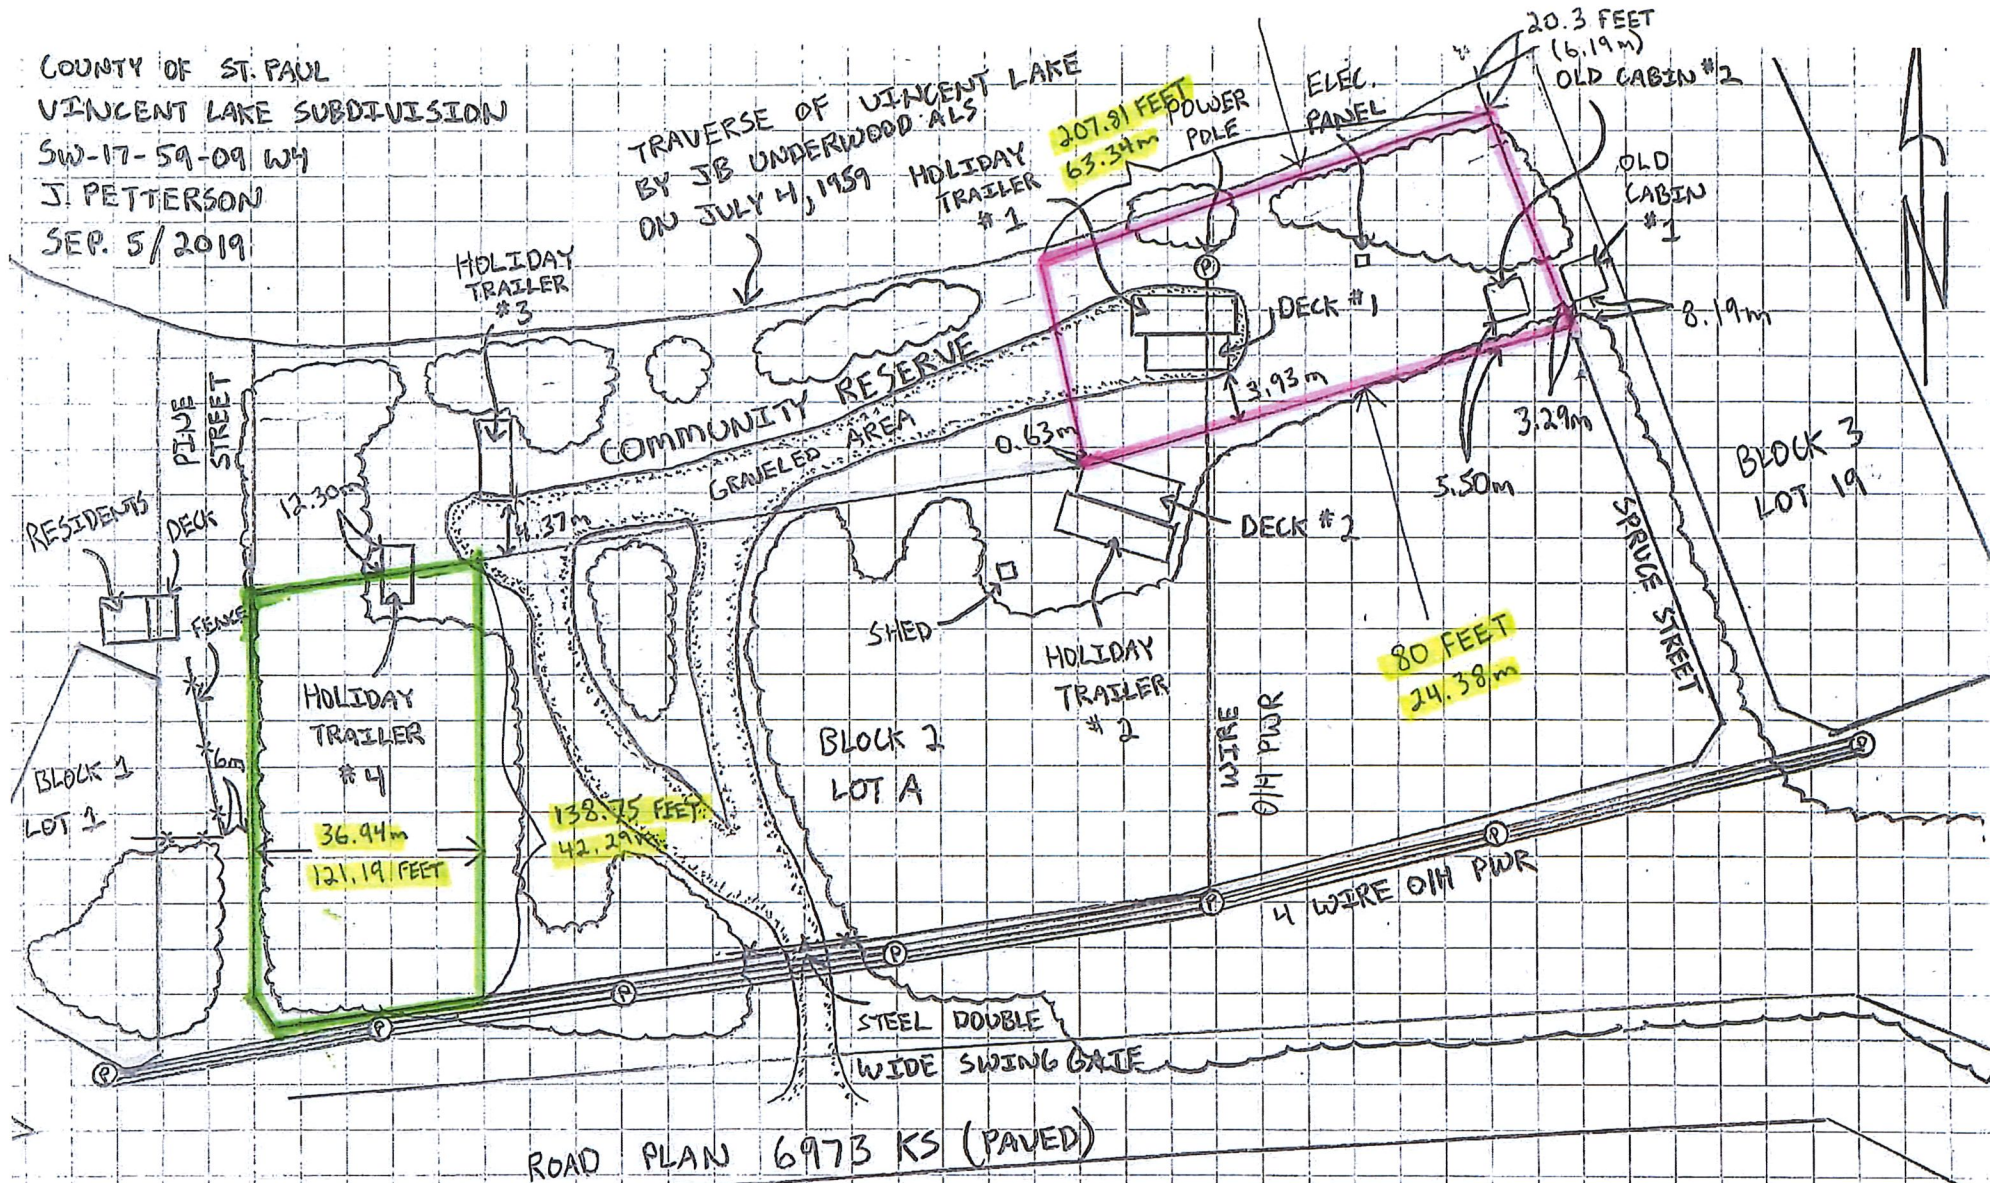 COUNTY OF ST. PAUL
VINCENT LAKE SUBDIVISION
SW-17-59-09 W4
J. PETTERSON
SEP. 5/2019
TRAVERSE OF VINCENT LAKE
BY JB UNDERWOOD ALS
ON JULY 4, 1959
HOLIDAY
TRAILER
#1
207.81 FEET
63.34m
POWER
POLE
ELEC.
PANEL
20.3 FEET
(6.19m)
OLD CABIN #2
OLD
CABIN
#1
N
HOLIDAY
TRAILER
#3
DECK #1
8.19m
PINE
STREET
COMMUNITY RESERVE
GRAVELED AREA
3.93m
0.63m
3.29m
5.50m
BLOCK 3
LOT 19
RESIDENTS
DECK
12.30m
4.37m
DECK #2
SPRUCE STREET
FENCE
SHED
HOLIDAY
TRAILER
#2
80 FEET
24.38m
HOLIDAY
TRAILER
#4
BLOCK 2
LOT A
1 WIRE
O/H PWR
BLOCK 1
LOT 1
6m
36.94m
121.19 FEET
138.75 FEET
42.29m
4 WIRE O/H PWR
P
P
P
P
P
P
P
P
STEEL DOUBLE
WIDE SWING GATE
ROAD PLAN 6973 KS (PAVED)